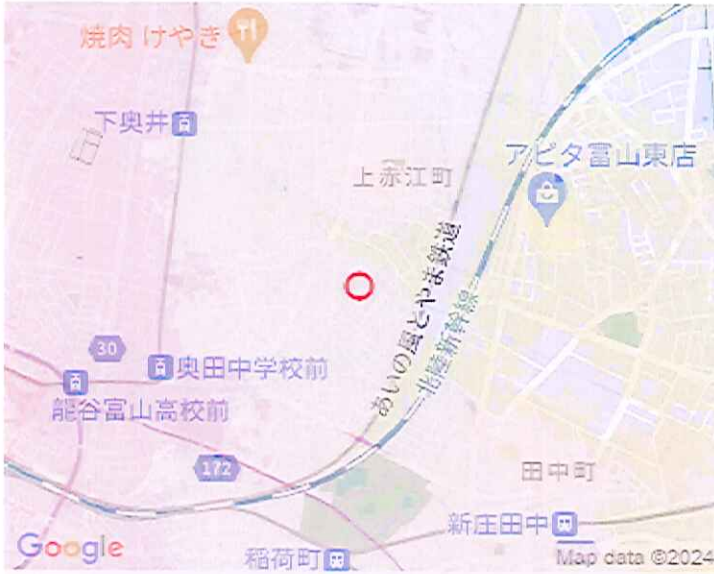 焼肉 けやき
下奥井
アピタ富山東店
上赤江町
あいの風とやま鉄道
北陸新幹線
30
奥田中学校前
龍谷富山高校前
172
田中町
新庄田中
稲荷町
Google
Map data ©2024